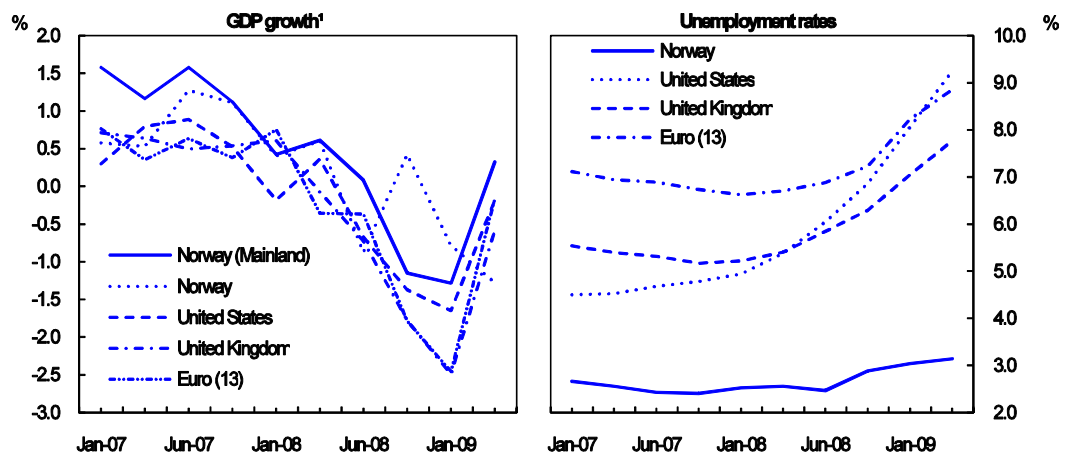 GDP growth¹
%
2.0
1.5
1.0
0.5
0.0
-0.5
-1.0
-1.5
-2.0
-2.5
-3.0
Norway (Mainland)
Norway
United States
United Kingdom
Euro (13)
Jan-07 Jun-07 Jan-08 Jun-08 Jan-09
Unemployment rates
%
10.0
9.0
8.0
7.0
6.0
5.0
4.0
3.0
2.0
Norway
United States
United Kingdom
Euro (13)
Jan-07 Jun-07 Jan-08 Jun-08 Jan-09